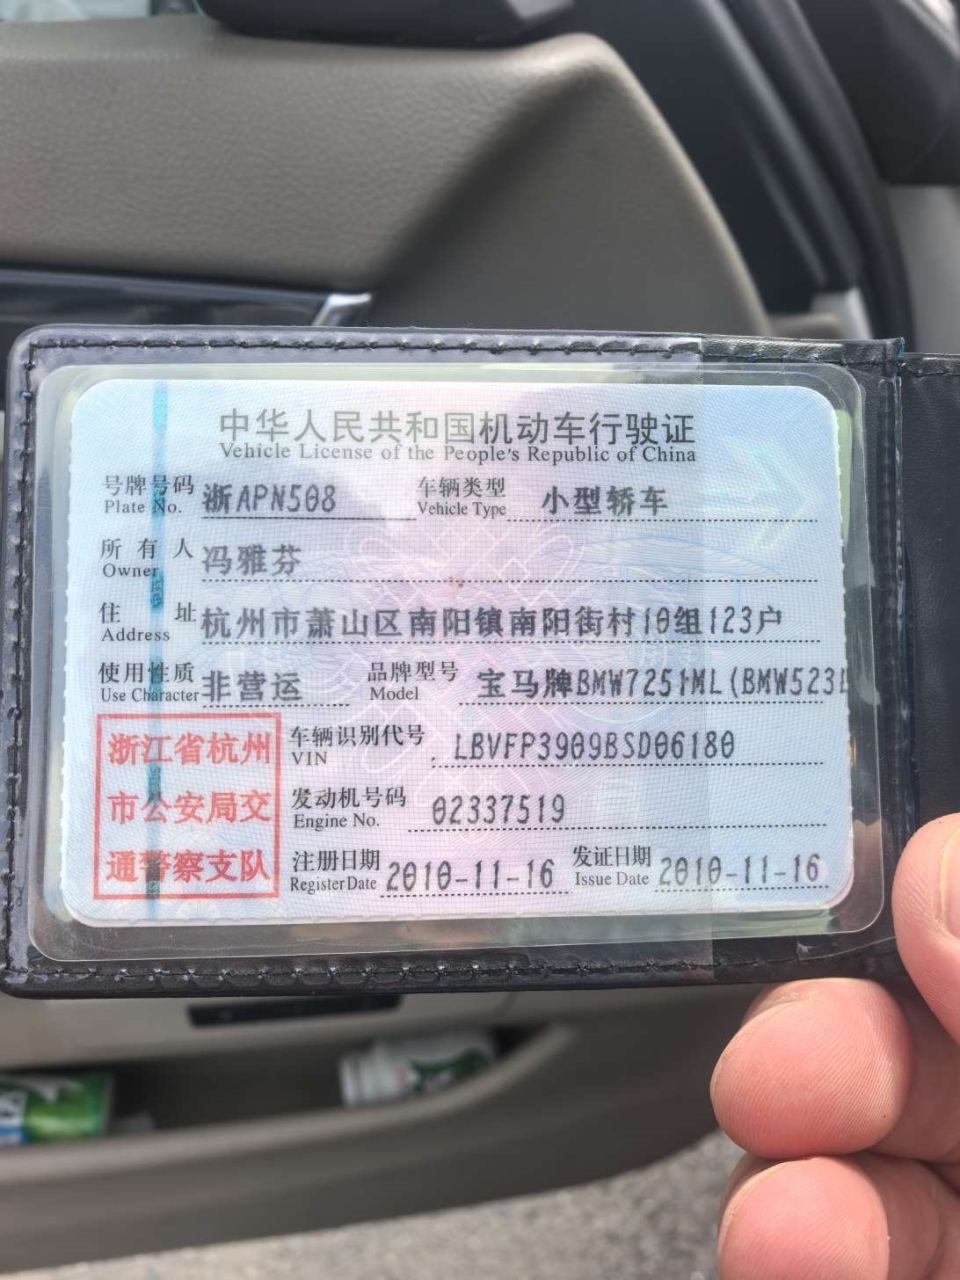 中华人民共和国机动车行驶证
Vehicle License of the People's Republic of China
号牌号码 浙APN508 车辆类型 小型轿车
Plate No. Vehicle Type
所有人 冯雅芬
Owner
住址 杭州市萧山区南阳镇南阳街村10组123户
Address
使用性质 非营运 品牌型号 宝马牌BMW7251ML(BMW523L
Use Character Model
浙江省杭州
市公安局交
通警察支队
车辆识别代号 LBVFP3909BSD06180
VIN
发动机号码 02337519
Engine No.
注册日期 2010-11-16 发证日期 2010-11-16
Register Date Issue Date